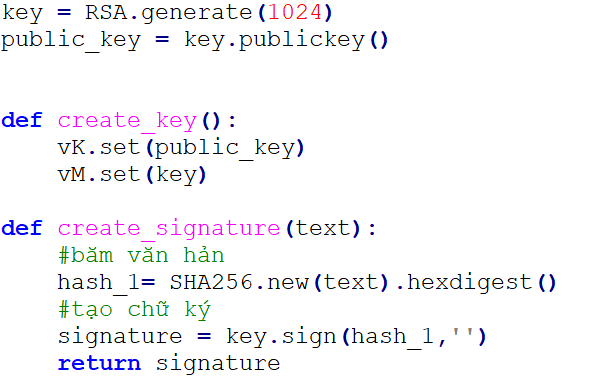 key = RSA.generate(1024)
public_key = key.publickey()
def create_key():
vK.set(public_key)
vM.set(key)
def create_signature(text):
#băm văn hản
hash_1= SHA256.new(text).hexdigest()
#tạo chữ ký
signature = key.sign(hash_1,'')
return signature